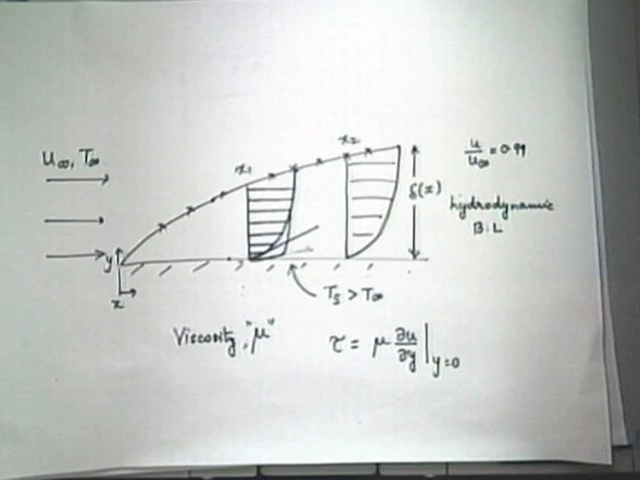 U∞, T∞
x1
x2
u/u∞ = 0.99
δ(x)
hydrodynamic
B.L
y
x
Ts > T∞
Viscosity, "μ"
τ = μ ∂u/∂y |y=0